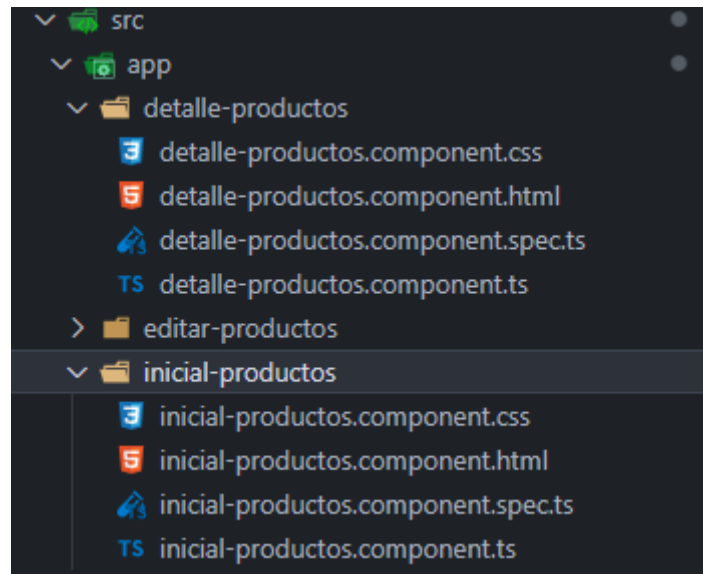 src
app
detalle-productos
detalle-productos.component.css
detalle-productos.component.html
detalle-productos.component.spec.ts
TS detalle-productos.component.ts
editar-productos
inicial-productos
inicial-productos.component.css
inicial-productos.component.html
inicial-productos.component.spec.ts
TS inicial-productos.component.ts